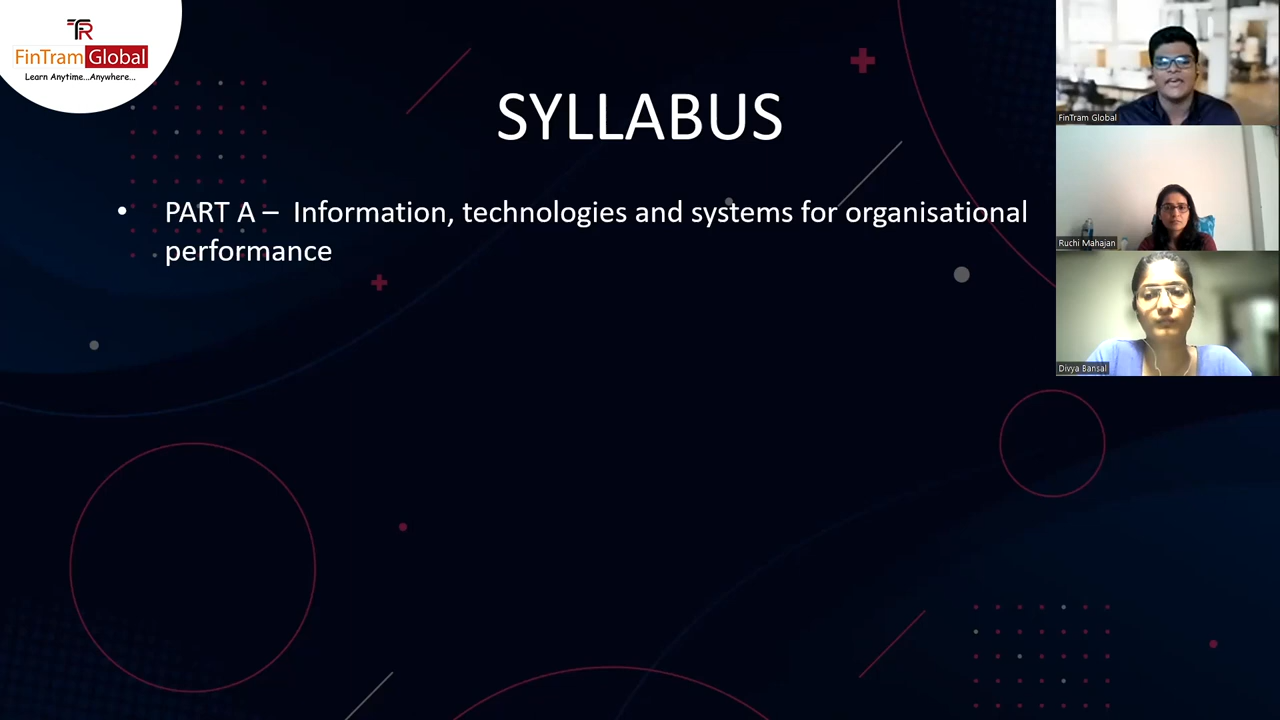 FR
FinTram Global
Learn Anytime...Anywhere...
SYLLABUS
• PART A – Information, technologies and systems for organisational
performance
FinTram Global
Ruchi Mahajan
Divya Bansal